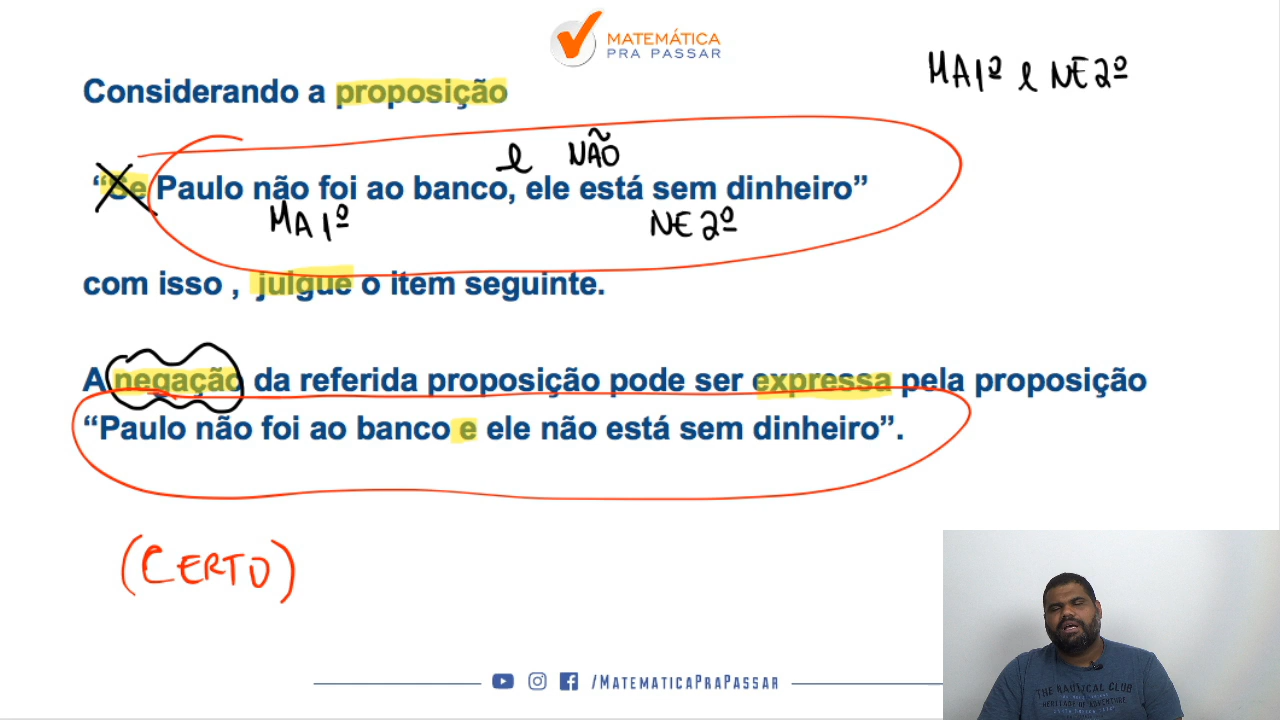 MATEMÁTICA
PRA PASSAR
MA1º e NE2º
Considerando a proposição
e NÃO
“Se Paulo não foi ao banco, ele está sem dinheiro”
MA1º NE2º
com isso , julgue o item seguinte.
A negação da referida proposição pode ser expressa pela proposição
“Paulo não foi ao banco e ele não está sem dinheiro”.
(CERTO)
/MATEMATICAPRAPASSAR
THE NAUTICAL CLUB